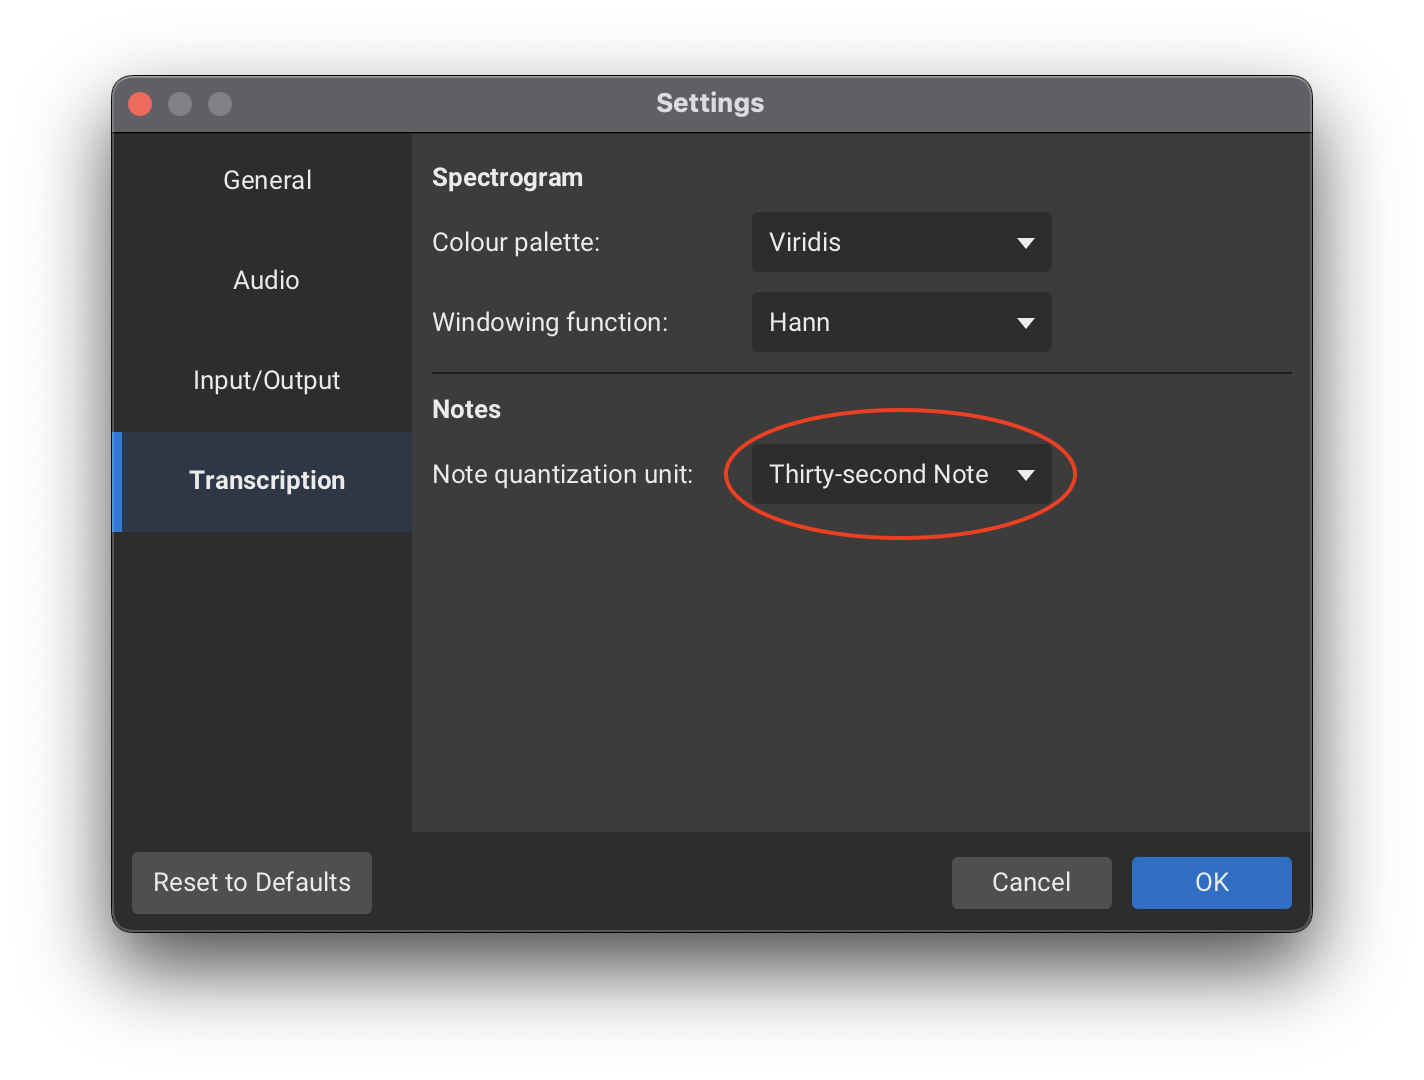 Settings
General
Audio
Input/Output
Transcription
Spectrogram
Colour palette: Viridis
Windowing function: Hann
Notes
Note quantization unit: Thirty-second Note
Reset to Defaults Cancel OK